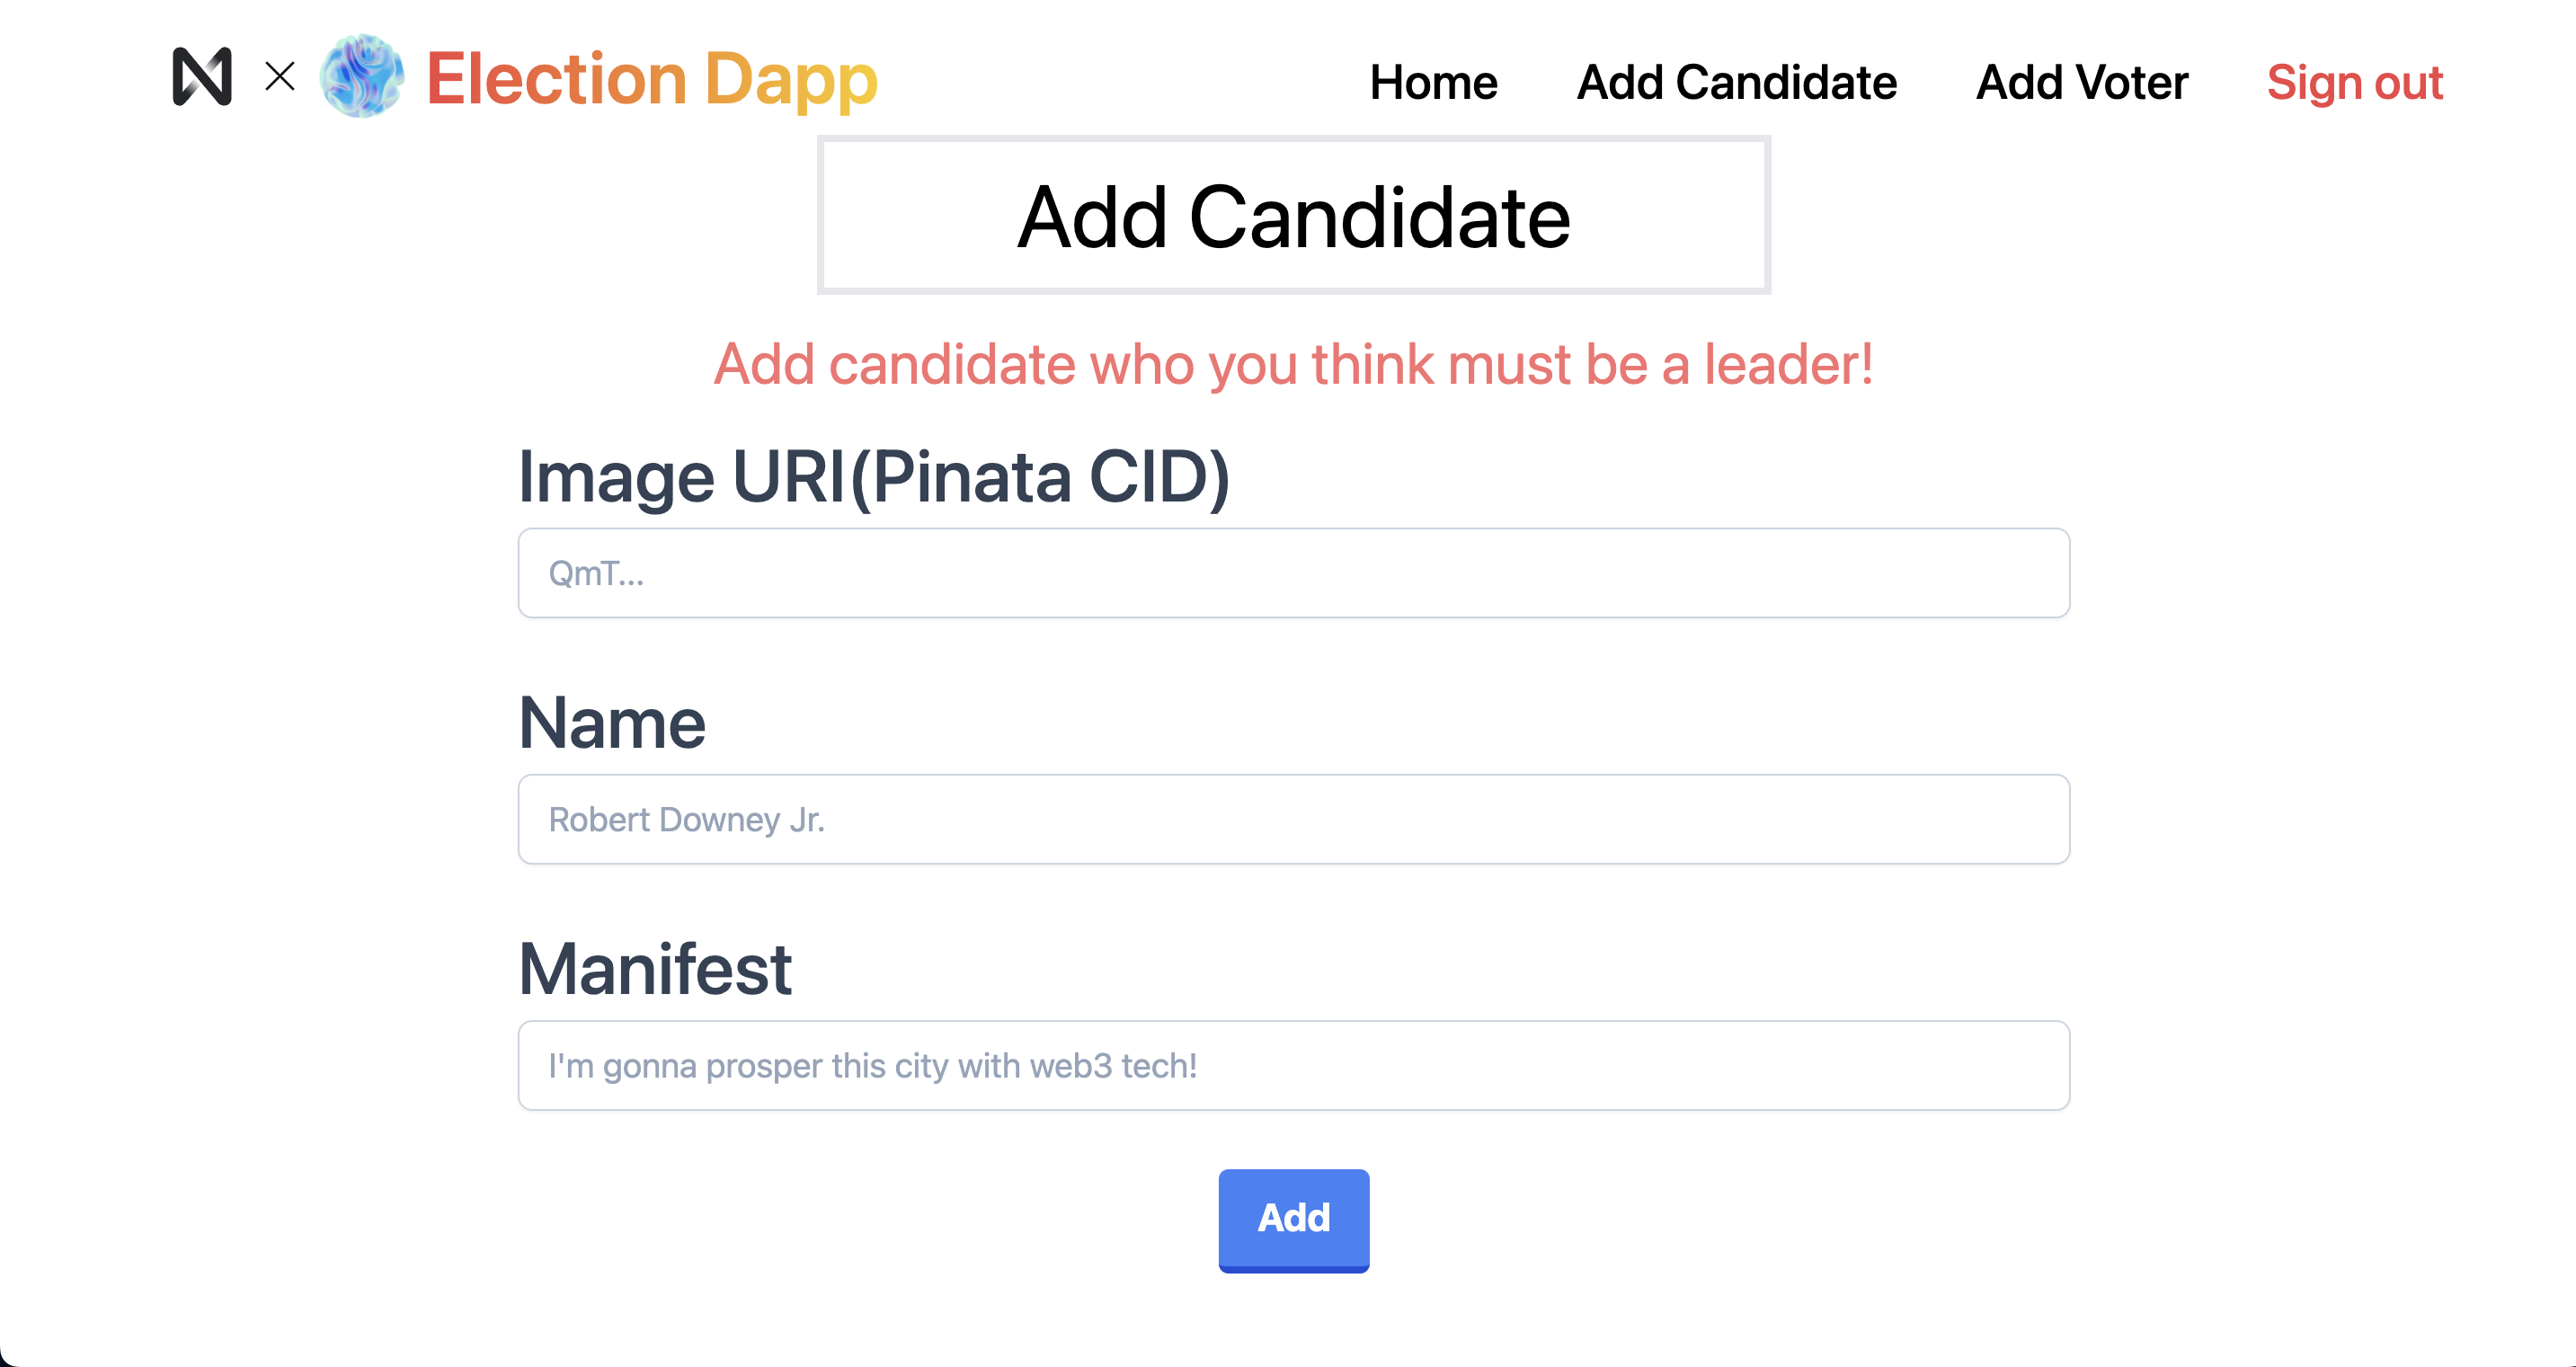 Election Dapp
Home Add Candidate Add Voter Sign out
Add Candidate
Add candidate who you think must be a leader!
Image URI(Pinata CID)
QmT...
Name
Robert Downey Jr.
Manifest
I'm gonna prosper this city with web3 tech!
Add